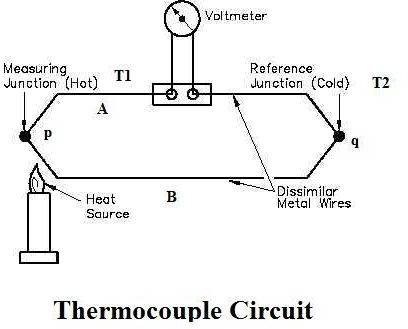 Voltmeter
Measuring
Junction (Hot)
T1
Reference
Junction (Cold)
T2
A
p
q
Heat
Source
B
Dissimilar
Metal Wires
Thermocouple Circuit